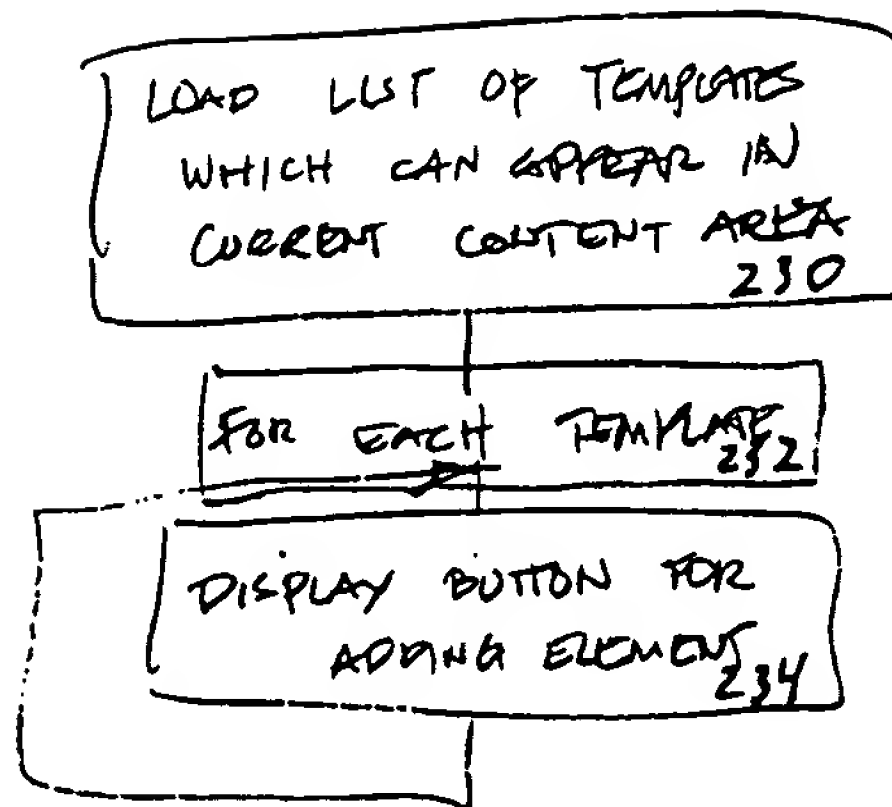 LOAD LIST OF TEMPLATES
WHICH CAN APPEAR IN
CURRENT CONTENT AREA
230
FOR EACH TEMPLATE
232
DISPLAY BUTTON FOR
ADDING ELEMENT
234